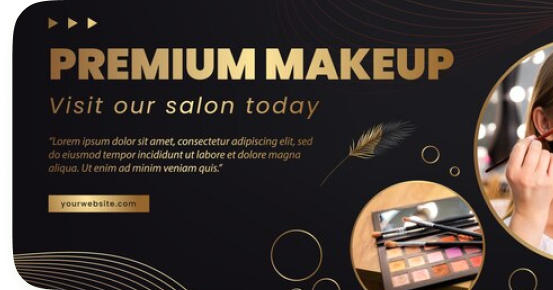 PREMIUM MAKEUP
Visit our salon today
"Lorem ipsum dolor sit amet, consectetur adipiscing elit, sed
do eiusmod tempor incididunt ut labore et dolore magna
aliqua. Ut enim ad minim veniam quis."
yourwebsite.com